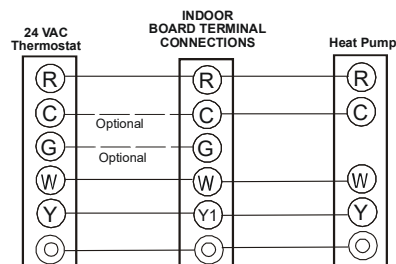 24 VAC
Thermostat
INDOOR
BOARD TERMINAL
CONNECTIONS
Heat Pump
R R R
C Optional C C
G Optional G
W W W
Y Y1 Y
O O O